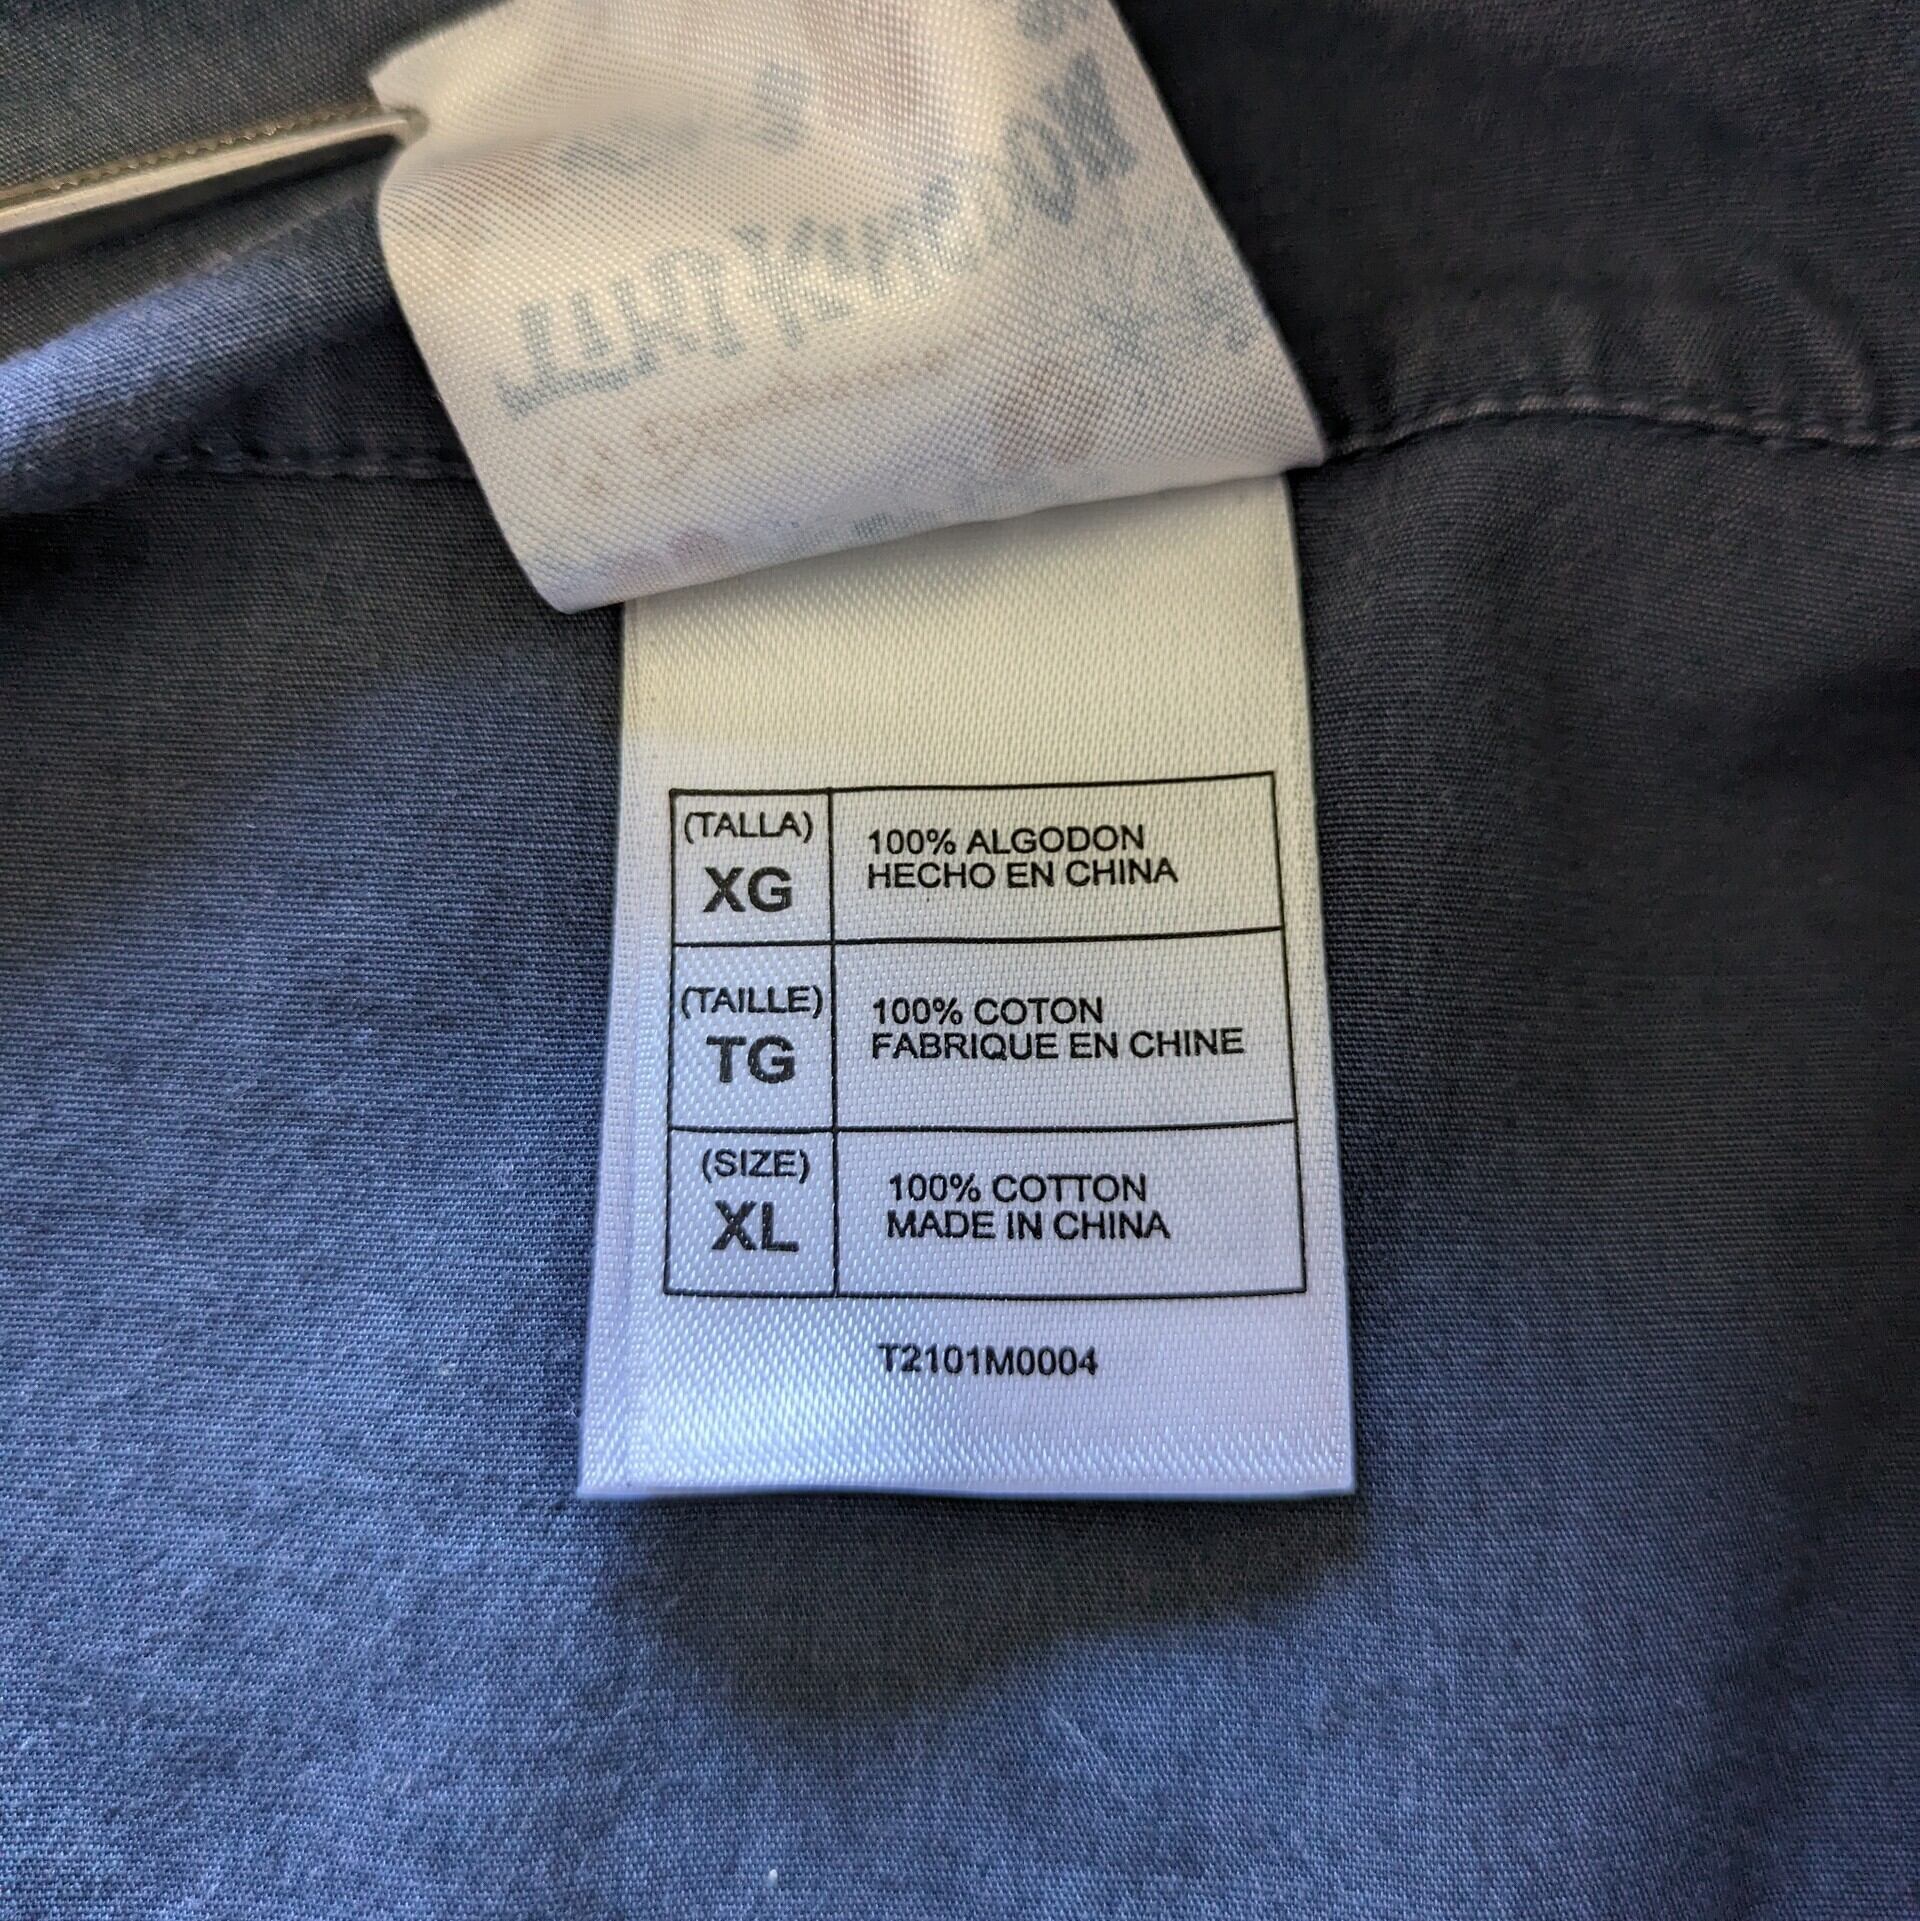 (TALLA)
XG
100% ALGODON
HECHO EN CHINA
(TAILLE)
TG
100% COTON
FABRIQUE EN CHINE
(SIZE)
XL
100% COTTON
MADE IN CHINA
T2101M0004